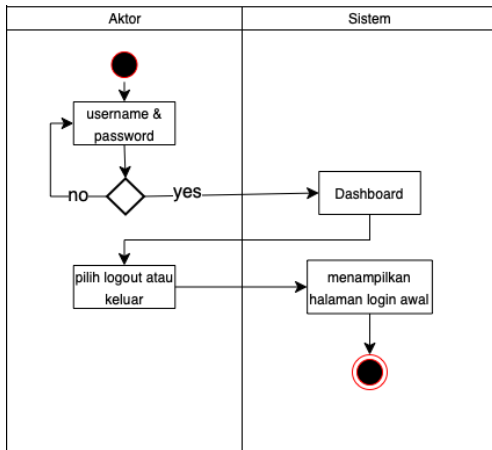 Aktor
Sistem
username &
password
no
yes
Dashboard
pilih logout atau
keluar
menampilkan
halaman login awal